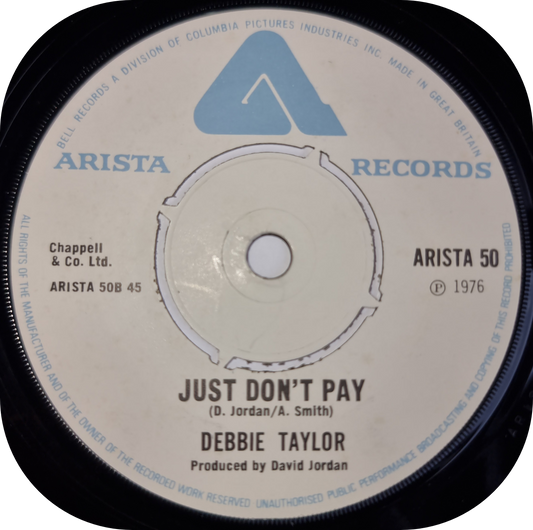 BELL RECORDS A DIVISION OF COLUMBIA PICTURES INDUSTRIES INC. MADE IN GREAT BRITAIN
ARISTA RECORDS
Chappell
& Co. Ltd.
ARISTA 50
ARISTA 50B 45
℗ 1976
JUST DON'T PAY
(D. Jordan/A. Smith)
DEBBIE TAYLOR
Produced by David Jordan
ALL RIGHTS OF THE MANUFACTURER AND OF THE OWNER OF THE RECORDED WORK RESERVED UNAUTHORISED PUBLIC PERFORMANCE BROADCASTING AND COPYING OF THIS RECORD PROHIBITED